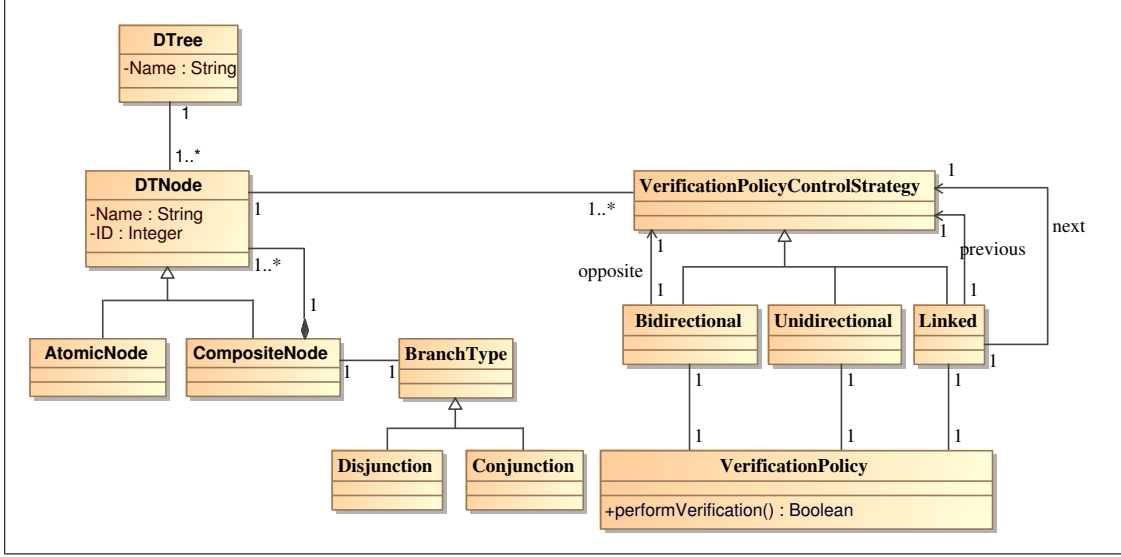 DTree
-Name : String
1
1..*
DTNode
-Name : String
-ID : Integer
1
1..*
VerificationPolicyControlStrategy
1
1
next
previous
1..*
1
opposite
1
1
1
1
AtomicNode
CompositeNode
1
1
BranchType
Bidirectional
Unidirectional
Linked
1
1
1
1
1
1
1
Disjunction
Conjunction
VerificationPolicy
+performVerification() : Boolean